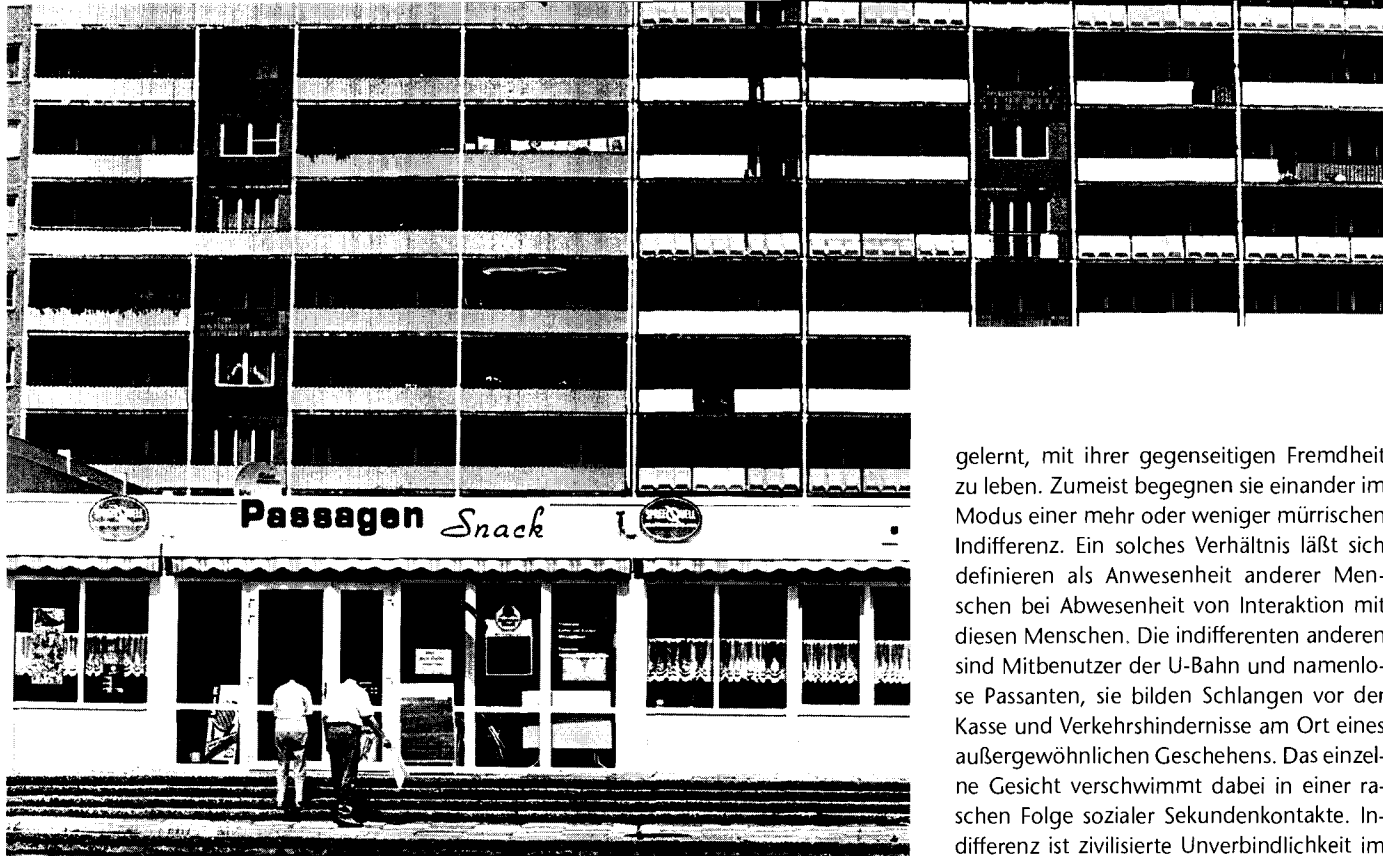 Passagen Snack
gelernt, mit ihrer gegenseitigen Fremdheit
zu leben. Zumeist begegnen sie einander im
Modus einer mehr oder weniger mürrischen
Indifferenz. Ein solches Verhältnis läßt sich
definieren als Anwesenheit anderer Men-
schen bei Abwesenheit von Interaktion mit
diesen Menschen. Die indifferenten anderen
sind Mitbenutzer der U-Bahn und namenlo-
se Passanten, sie bilden Schlangen vor der
Kasse und Verkehrshindernisse am Ort eines
außergewöhnlichen Geschehens. Das einzel-
ne Gesicht verschwimmt dabei in einer ra-
schen Folge sozialer Sekundenkontakte. In-
differenz ist zivilisierte Unverbindlichkeit im